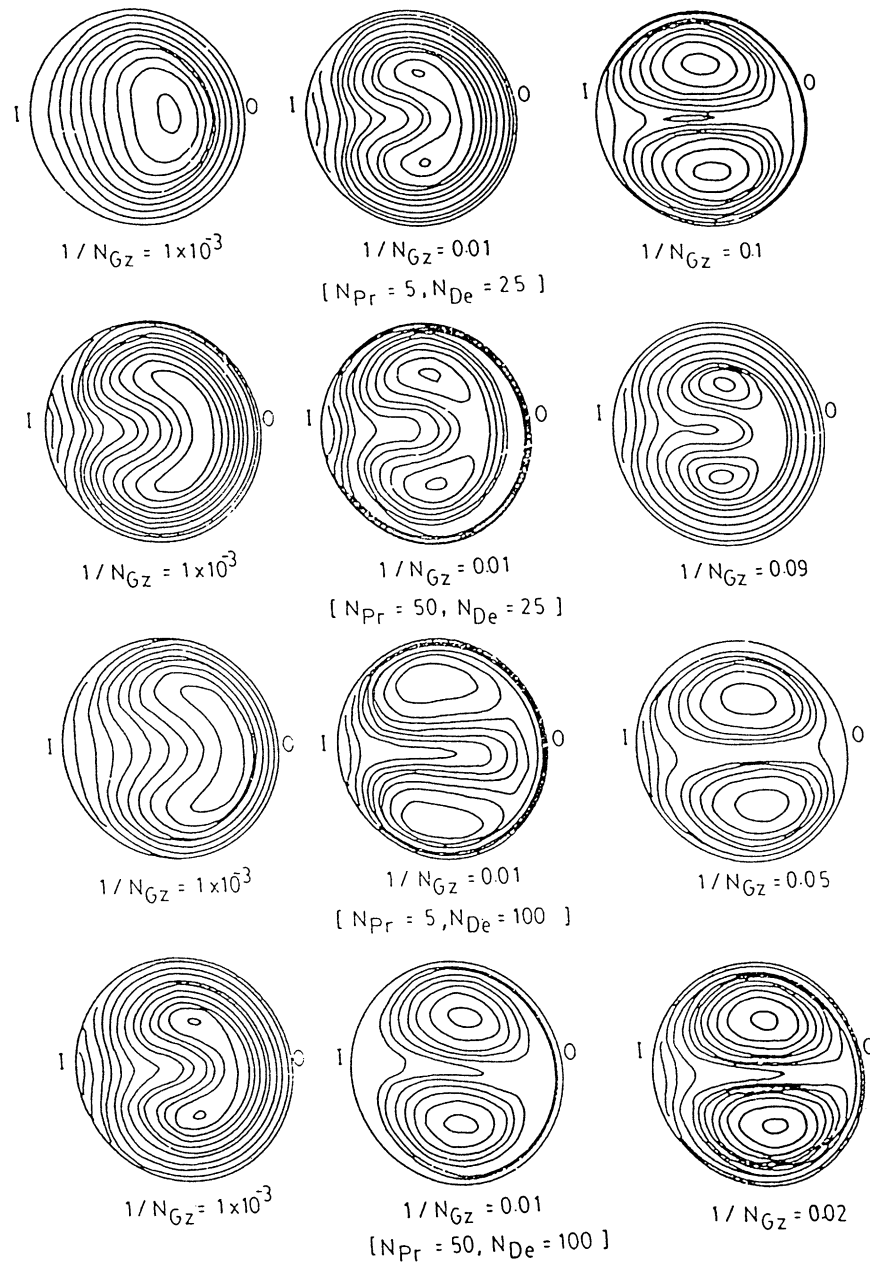 I O I O I O
1 / N_Gz = 1x10^-3 1 / N_Gz = 0.01 1 / N_Gz = 0.1
[ N_Pr = 5, N_De = 25 ]
I O I O I O
1 / N_Gz = 1x10^-3 1 / N_Gz = 0.01 1 / N_Gz = 0.09
[ N_Pr = 50, N_De = 25 ]
I O I O I O
1 / N_Gz = 1x10^-3 1 / N_Gz = 0.01 1 / N_Gz = 0.05
[ N_Pr = 5, N_De = 100 ]
I O I O I O
1 / N_Gz = 1x10^-3 1 / N_Gz = 0.01 1 / N_Gz = 0.02
[ N_Pr = 50, N_De = 100 ]